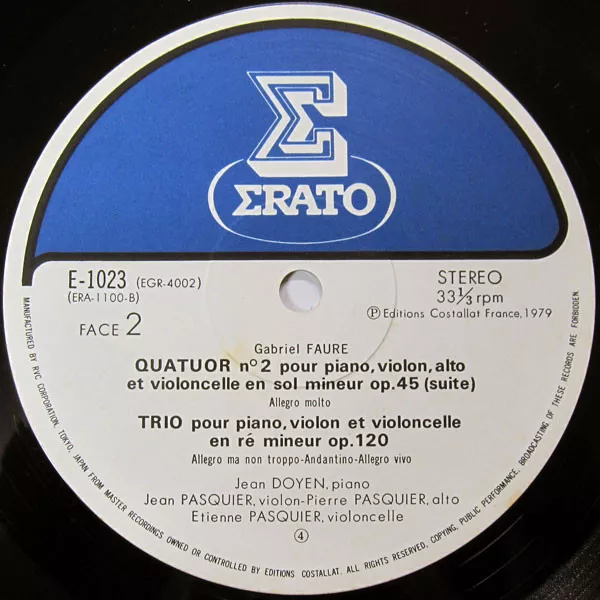 Σ
ΣRATO
E-1023 (EGR-4002)
(ERA-1100-B)
FACE 2
STEREO
33⅓rpm
Ⓟ Editions Costallat France, 1979
Gabriel FAURE
QUATUOR nº2 pour piano, violon, alto
et violoncelle en sol mineur op.45 (suite)
Allegro molto
TRIO pour piano, violon et violoncelle
en ré mineur op.120
Allegro ma non troppo-Andantino-Allegro vivo
Jean DOYEN, piano
Jean PASQUIER, violon-Pierre PASQUIER, alto
Etienne PASQUIER, violoncelle
④
MANUFACTURED BY RVC CORPORATION, TOKYO, JAPAN FROM MASTER RECORDINGS OWNED OR CONTROLLED BY EDITIONS COSTALLAT. ALL RIGHTS RESERVED, COPYING, PUBLIC PERFORMANCE, BROADCASTING OF THESE RECORDS ARE FORBIDDEN.